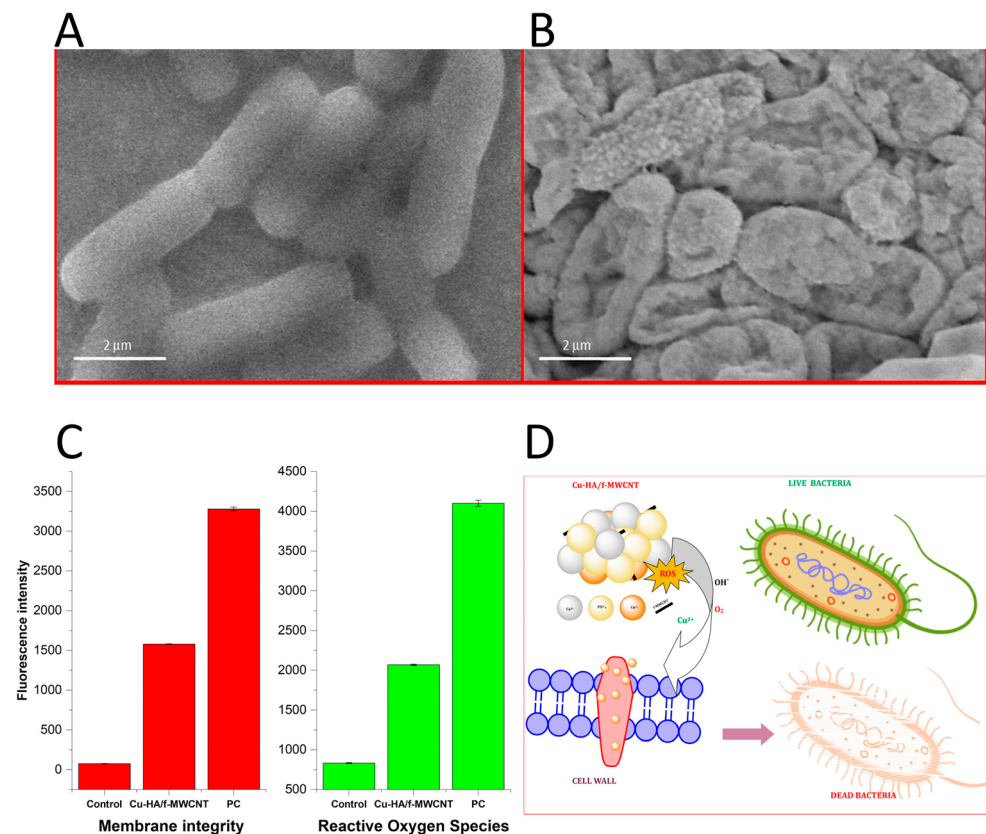 A
B
2 μm
2 μm
C
D
Fluorescence intensity
3500
3000
2500
2000
1500
1000
500
0
Control
Cu-HA/f-MWCNT
PC
Membrane integrity
4500
4000
3500
3000
2500
2000
1500
1000
500
Control
Cu-HA/f-MWCNT
PC
Reactive Oxygen Species
Cu-HA/f-MWCNT
LIVE BACTERIA
ROS
OH˙
O₂
Cu²⁺
f-MWCNT
CELL WALL
DEAD BACTERIA